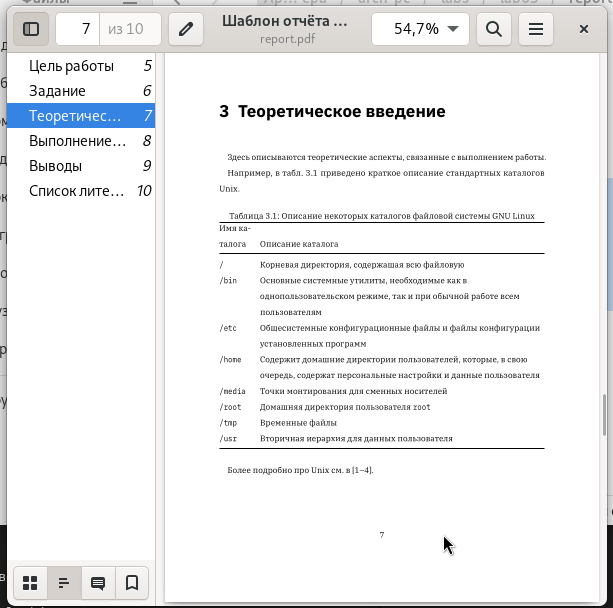 7 из 10
Шаблон отчёта ...
report.pdf
54,7%
Цель работы 5
Задание 6
Теоретичес... 7
Выполнение... 8
Выводы 9
Список лите... 10
3 Теоретическое введение
Здесь описываются теоретические аспекты, связанные с выполнением работы.
Например, в табл. 3.1 приведено краткое описание стандартных каталогов
Unix.
Таблица 3.1: Описание некоторых каталогов файловой системы GNU Linux
Имя ка-
талога Описание каталога
/ Корневая директория, содержашая всю файловую
/bin Основные системные утилиты, необходимые как в
однопользовательском режиме, так и при обычной работе всем
пользователям
/etc Общесистемные конфигурационные файлы и файлы конфигурации
установленных программ
/home Содержит домашние директории пользователей, которые, в свою
очередь, содержат персональные настройки и данные пользователя
/media Точки монтирования для сменных носителей
/root Домашняя директория пользователя root
/tmp Временные файлы
/usr Вторичная иерархия для данных пользователя
Более подробно про Unix см. в [1–4].
7